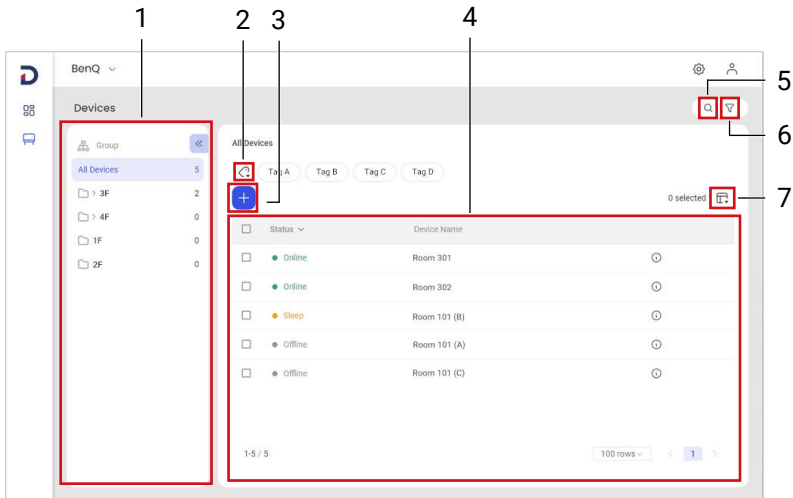 1 2 3 4
BenQ
Devices
5
6
Group
All Devices 5
3F 2
4F 0
1F 0
2F 0
All Devices
Tag A Tag B Tag C Tag D
0 selected
7
Status Device Name
Online Room 301
Online Room 302
Sleep Room 101 (B)
Offline Room 101 (A)
Offline Room 101 (C)
1-5 / 5 100 rows 1